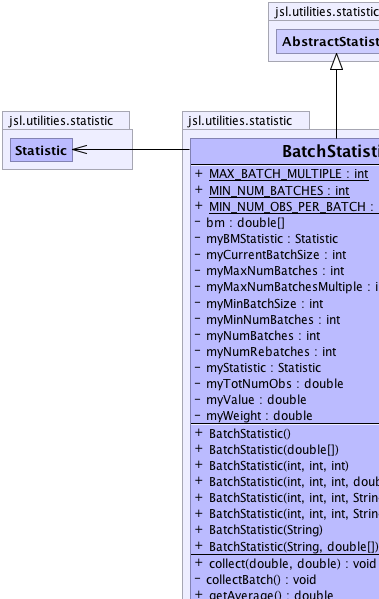 jsl.utilities.statistic
AbstractStatisti
jsl.utilities.statistic
Statistic
jsl.utilities.statistic
BatchStatisti
+ MAX_BATCH_MULTIPLE : int
+ MIN_NUM_BATCHES : int
+ MIN_NUM_OBS_PER_BATCH :
- bm : double[]
- myBMStatistic : Statistic
- myCurrentBatchSize : int
- myMaxNumBatches : int
- myMaxNumBatchesMultiple : i
- myMinBatchSize : int
- myMinNumBatches : int
- myNumBatches : int
- myNumRebatches : int
- myStatistic : Statistic
- myTotNumObs : double
- myValue : double
- myWeight : double
+ BatchStatistic()
+ BatchStatistic(double[])
+ BatchStatistic(int, int, int)
+ BatchStatistic(int, int, int, doub
+ BatchStatistic(int, int, int, String
+ BatchStatistic(int, int, int, String
+ BatchStatistic(String)
+ BatchStatistic(String, double[])
+ collect(double, double) : void
- collectBatch() : void
+ getAverage() : double